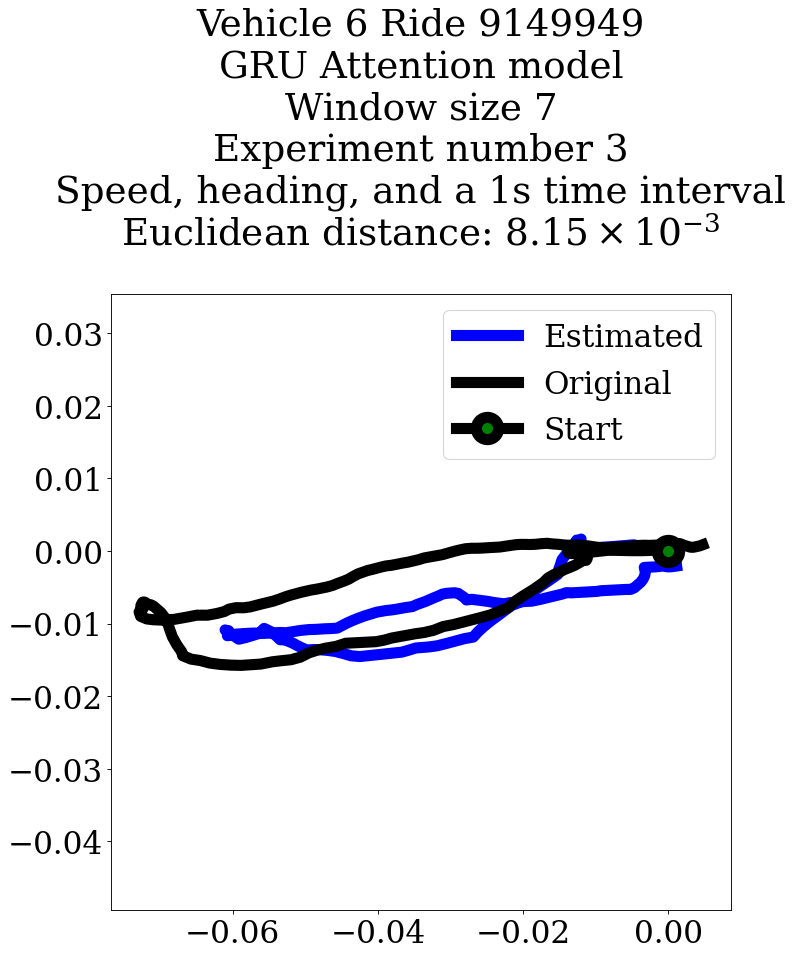 Vehicle 6 Ride 9149949
GRU Attention model
Window size 7
Experiment number 3
Speed, heading, and a 1s time interval
Euclidean distance: 8.15 × 10⁻³
Estimated
Original
Start
0.03
0.02
0.01
0.00
−0.01
−0.02
−0.03
−0.04
−0.06 −0.04 −0.02 0.00